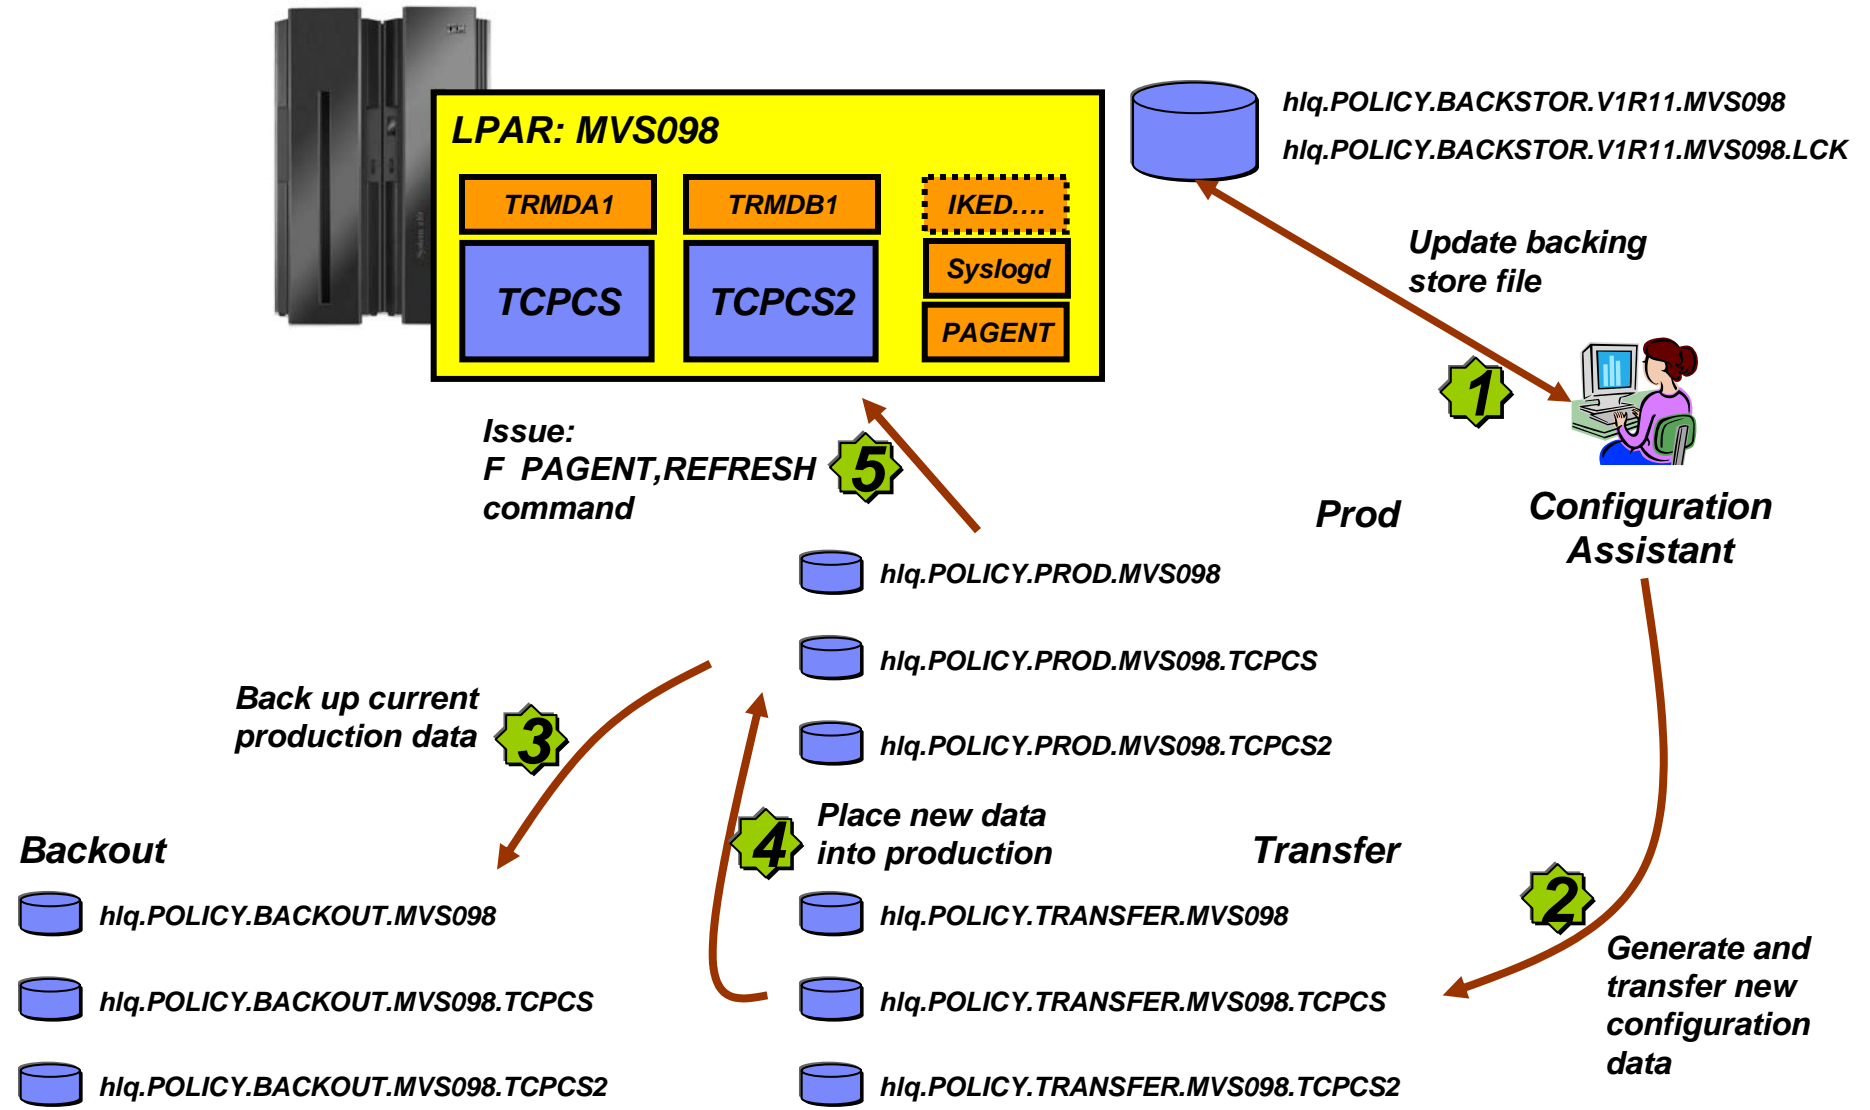 LPAR: MVS098
TRMDA1
TRMDB1
IKED....
TCPCS
TCPCS2
Syslogd
PAGENT
hlq.POLICY.BACKSTOR.V1R11.MVS098
hlq.POLICY.BACKSTOR.V1R11.MVS098.LCK
Update backing
store file
1
Issue:
F PAGENT,REFRESH
command
5
Prod
Configuration
Assistant
hlq.POLICY.PROD.MVS098
hlq.POLICY.PROD.MVS098.TCPCS
hlq.POLICY.PROD.MVS098.TCPCS2
Back up current
production data
3
4
Place new data
into production
Backout
hlq.POLICY.BACKOUT.MVS098
hlq.POLICY.BACKOUT.MVS098.TCPCS
hlq.POLICY.BACKOUT.MVS098.TCPCS2
Transfer
hlq.POLICY.TRANSFER.MVS098
hlq.POLICY.TRANSFER.MVS098.TCPCS
hlq.POLICY.TRANSFER.MVS098.TCPCS2
2
Generate and
transfer new
configuration
data